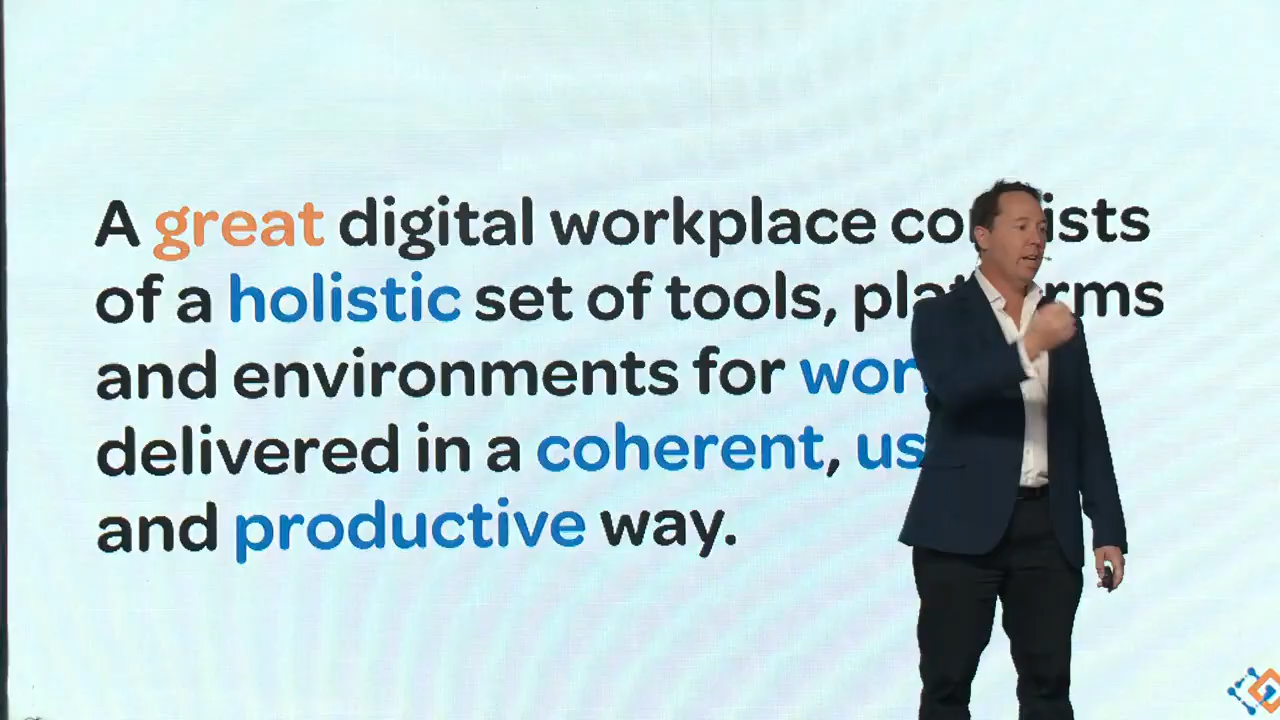 A great digital workplace
of a holistic set of tools,
and environments for
delivered in a coherent,
and productive way.